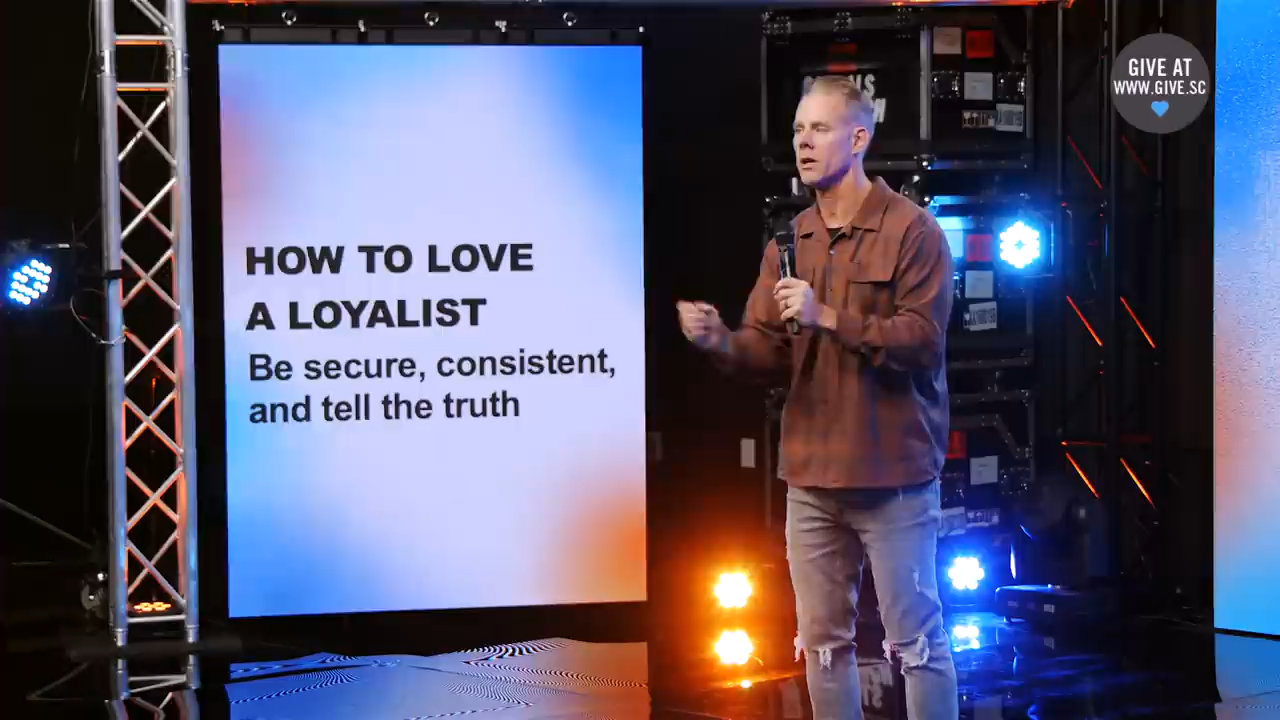 GIVE AT
WWW.GIVE.SC
HOW TO LOVE
A LOYALIST
Be secure, consistent,
and tell the truth